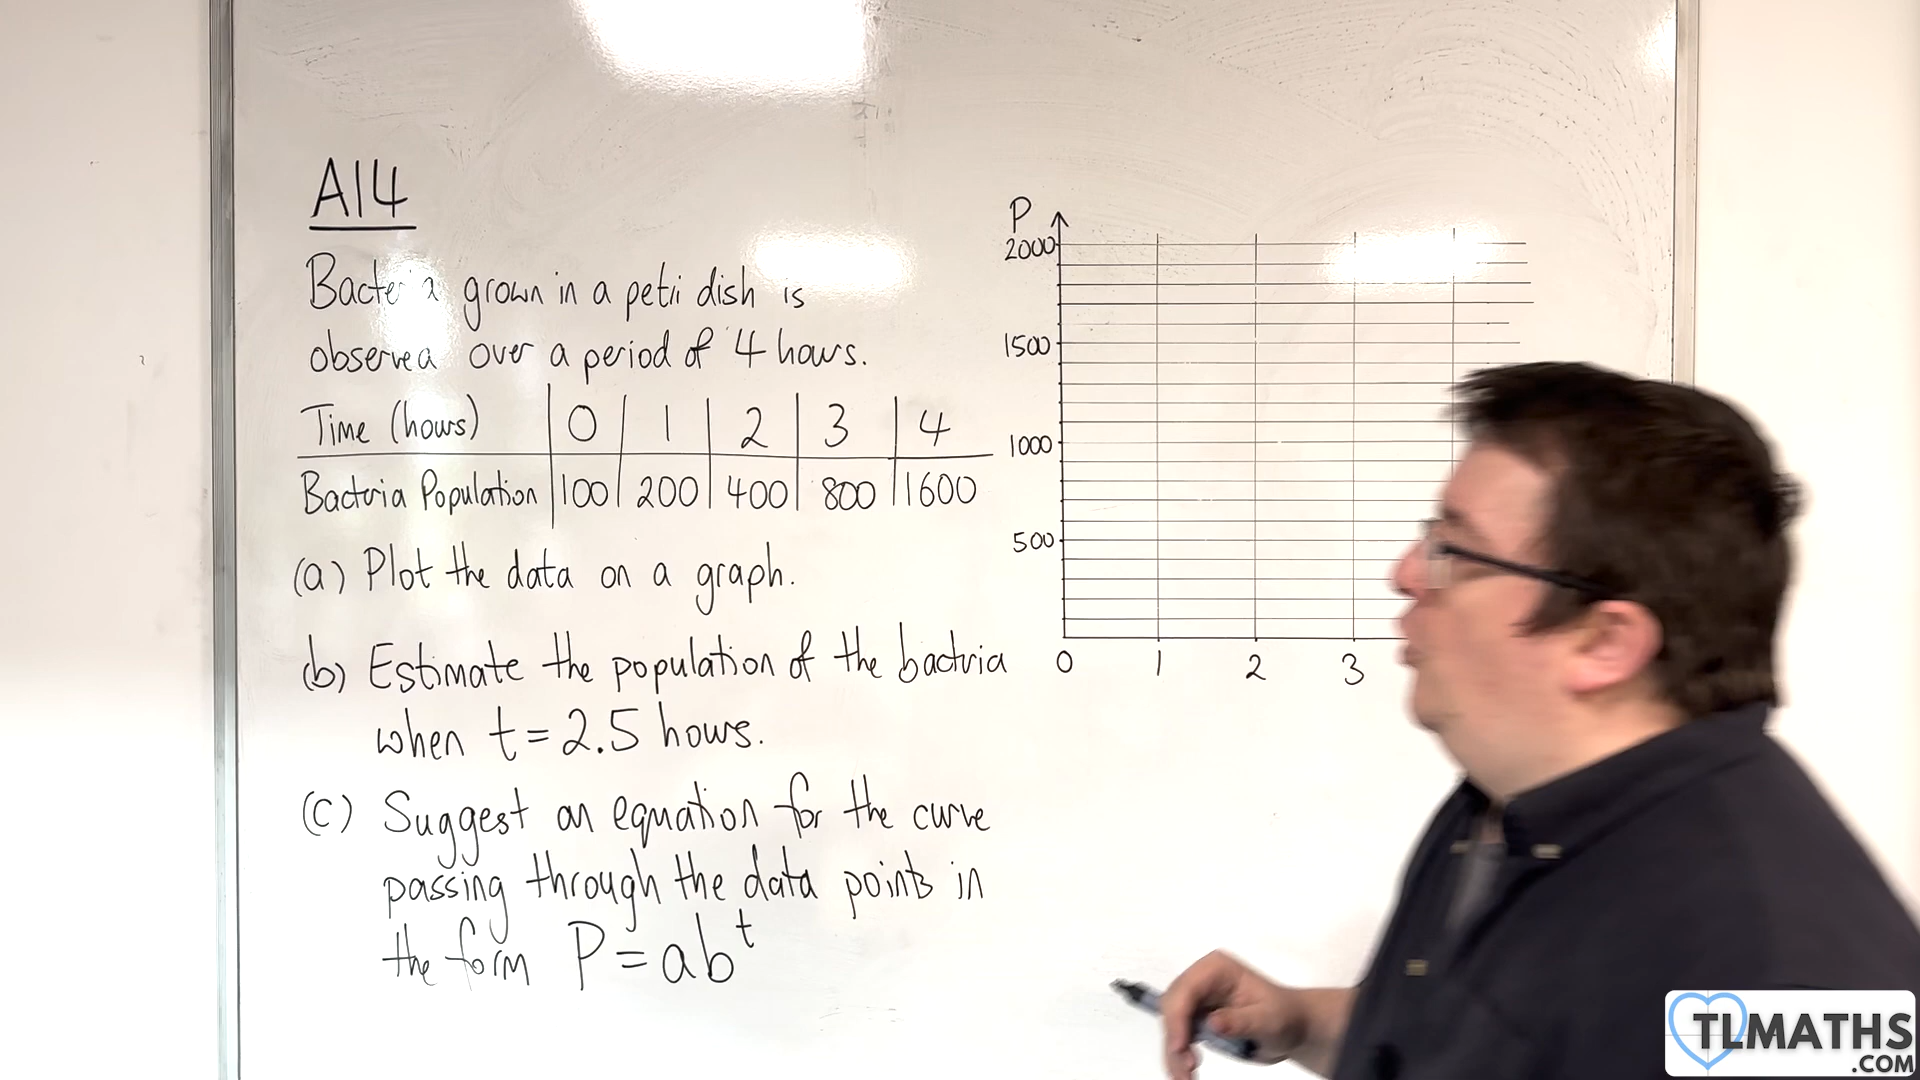 A14
Bacteria grown in a petri dish is
observed over a period of 4 hours.
Time (hours) 0 1 2 3 4
Bacteria Population 100 200 400 800 1600
(a) Plot the data on a graph.
(b) Estimate the population of the bacteria
when t = 2.5 hours.
(c) Suggest an equation for the curve
passing through the data points in
the form P = ab^t
P
2000
1500
1000
500
0 1 2 3
TLMATHS
.COM